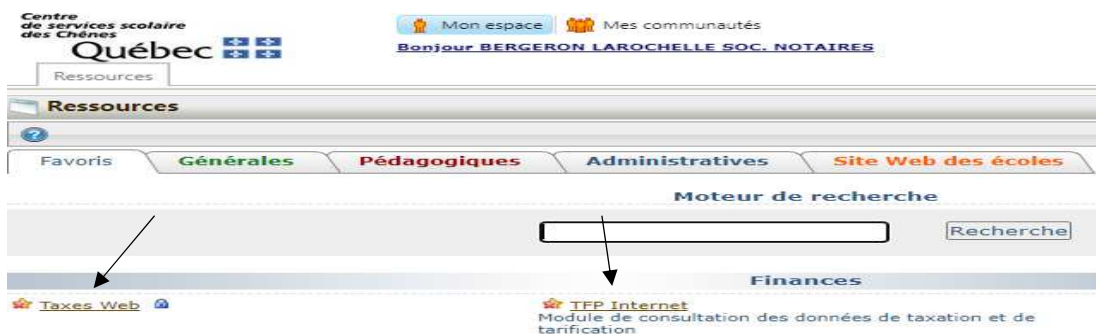 Centre
de services scolaire
des Chênes
Québec
Mon espace
Mes communautés
Bonjour BERGERON LAROCHELLE SOC. NOTAIRES
Ressources
Ressources
Favoris
Générales
Pédagogiques
Administratives
Site Web des écoles
Moteur de recherche
Recherche
Finances
Taxes Web
TFP Internet
Module de consultation des données de taxation et de
tarification